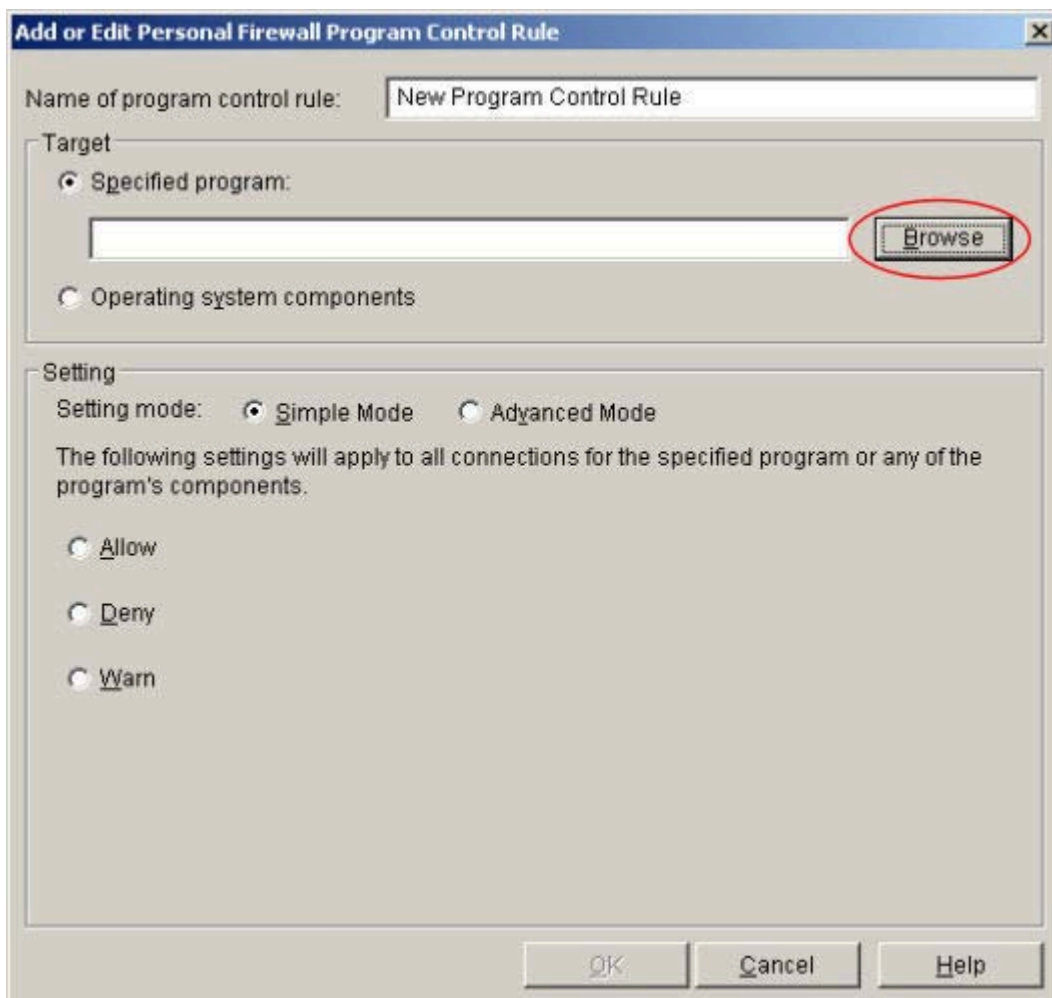 Add or Edit Personal Firewall Program Control Rule
Name of program control rule: New Program Control Rule
Target
Specified program:
Browse
Operating system components
Setting
Setting mode: Simple Mode Advanced Mode
The following settings will apply to all connections for the specified program or any of the
program's components.
Allow
Deny
Warn
OK Cancel Help